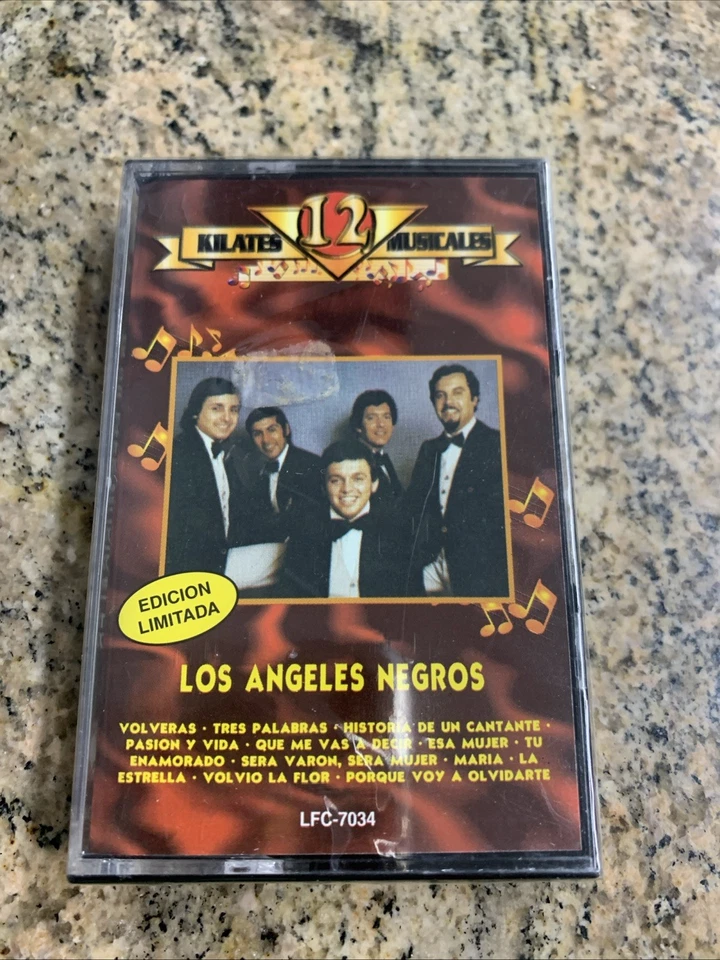 12
KILATES MUSICALES
EDICION
LIMITADA
LOS ANGELES NEGROS
VOLVERAS · TRES PALABRAS · HISTORIA DE UN CANTANTE ·
PASION Y VIDA · QUE ME VAS A DECIR · ESA MUJER · TU
ENAMORADO · SERA VARON, SERA MUJER · MARIA · LA
ESTRELLA · VOLVIO LA FLOR · PORQUE VOY A OLVIDARTE
LFC-7034